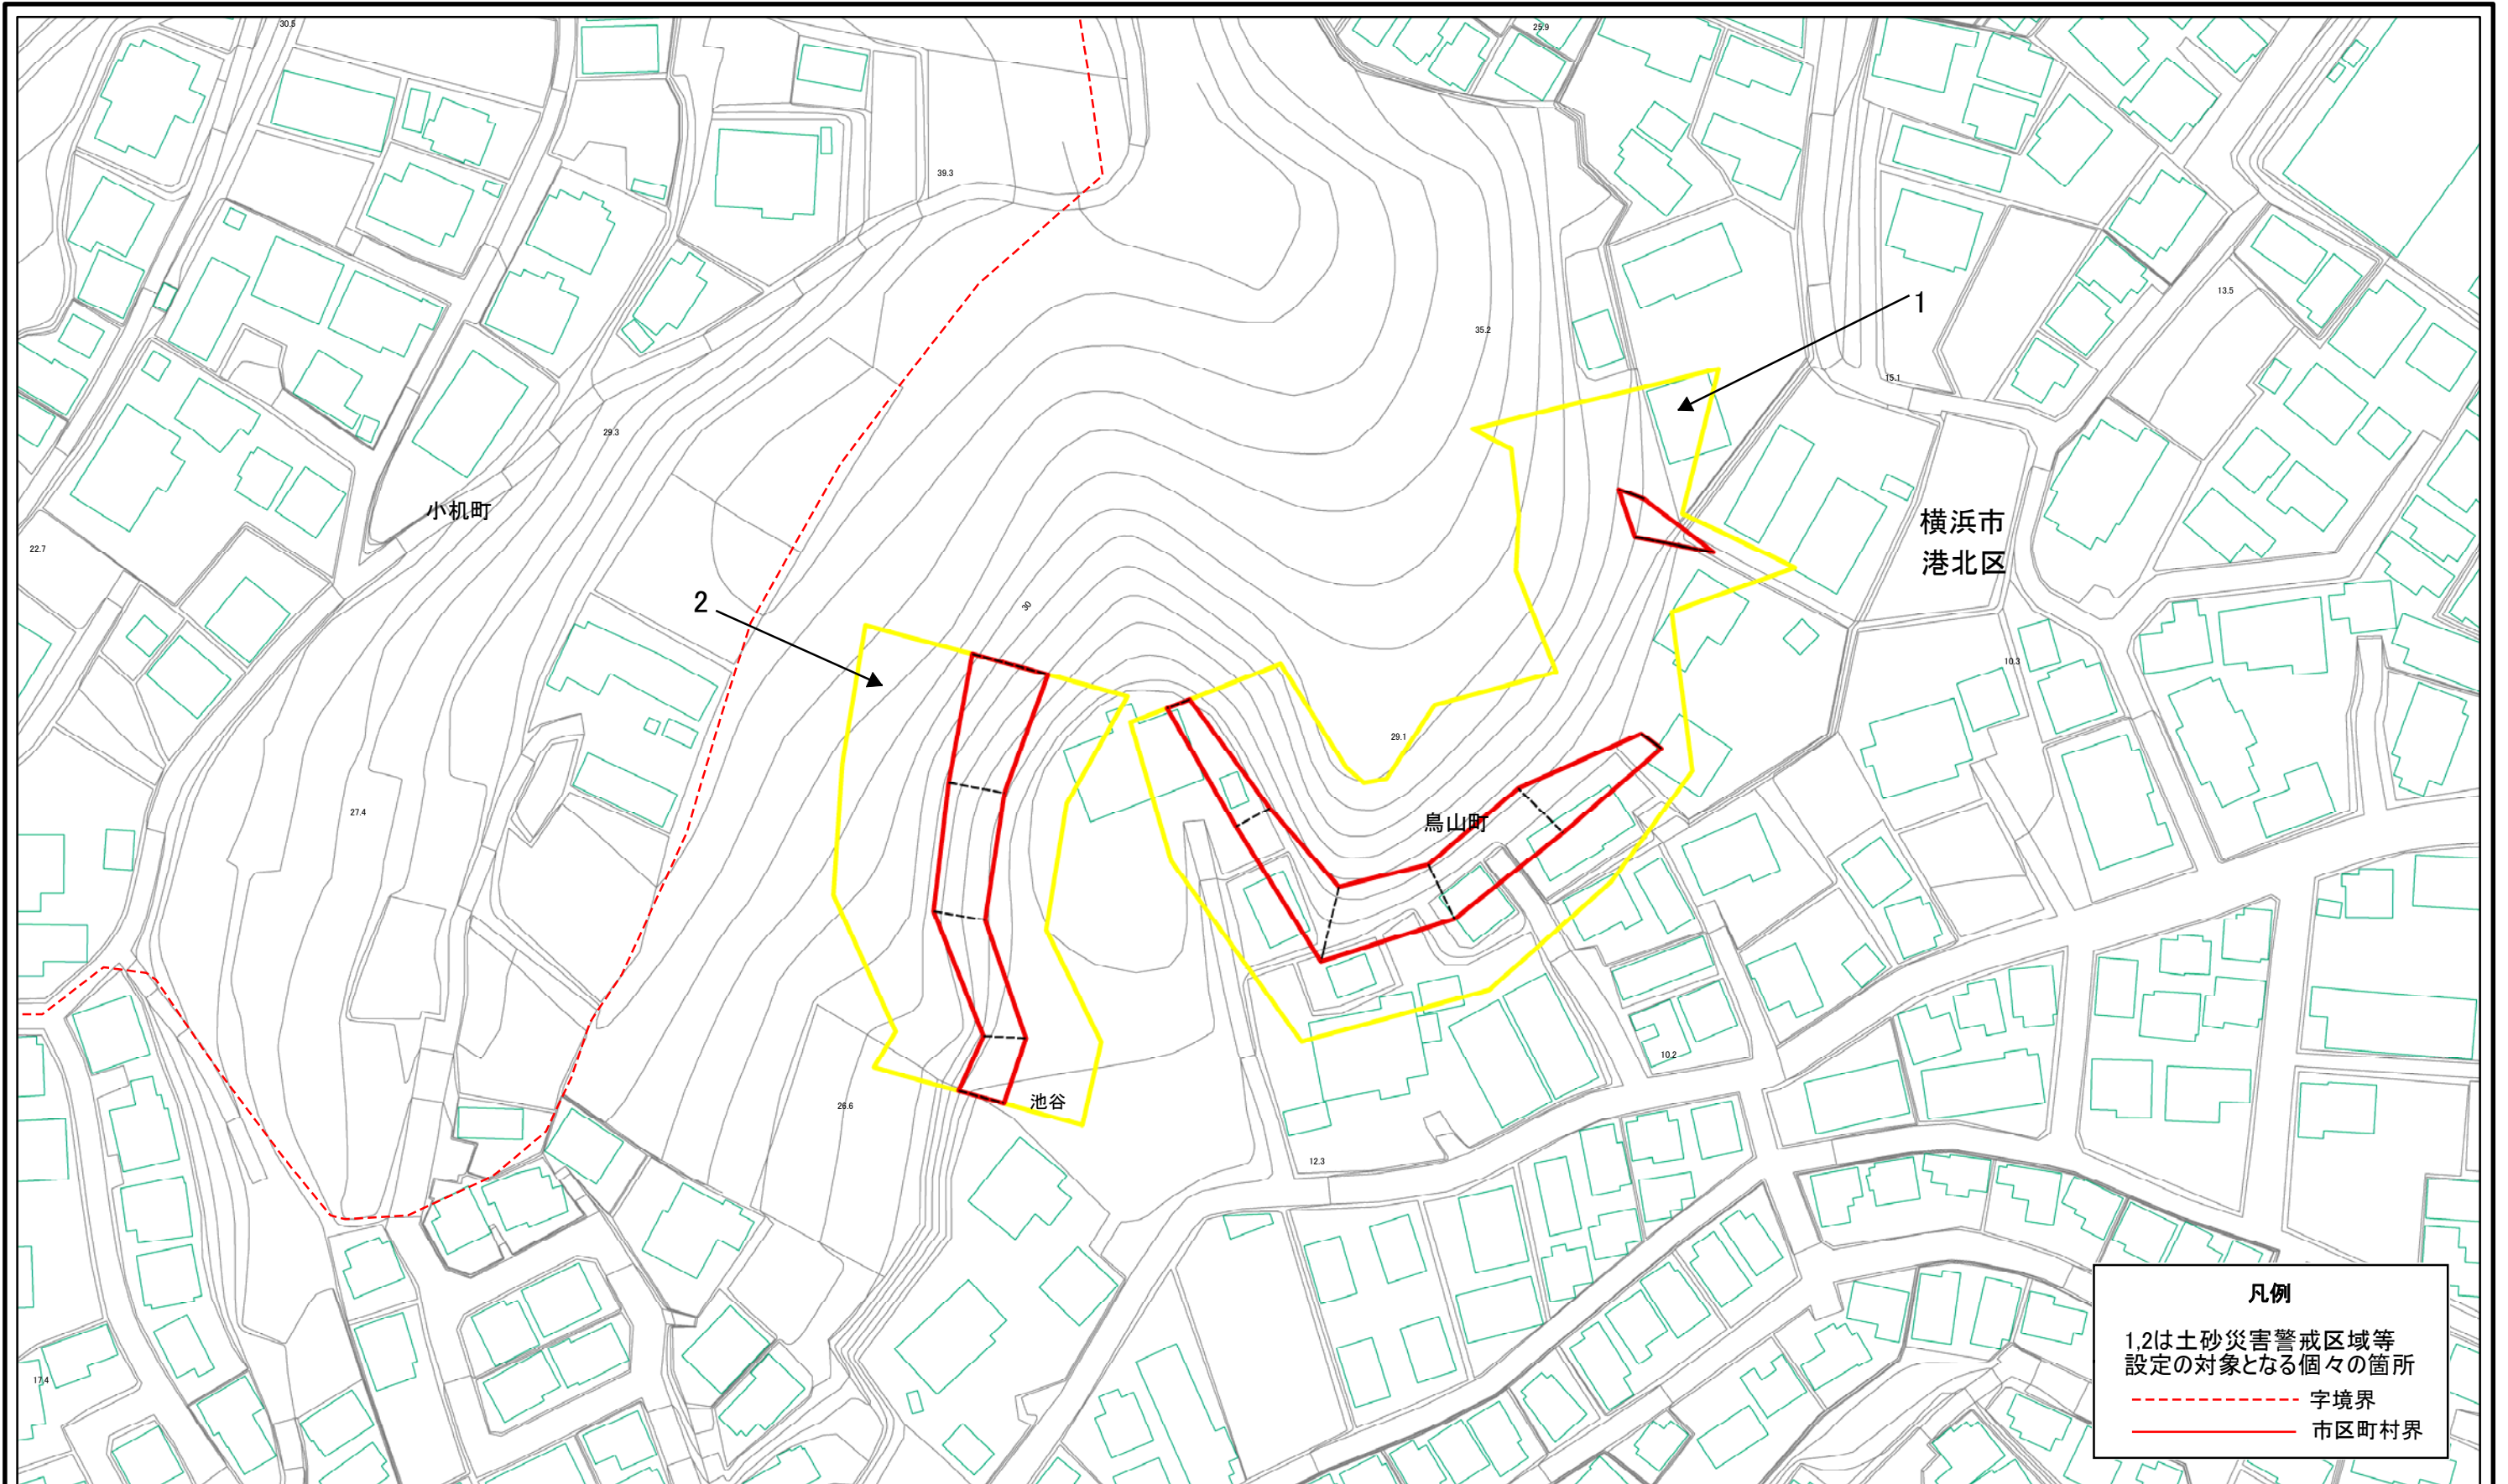 30.5
25.9
39.3
13.5
1
35.2
15.1
29.3
小机町
横浜市
22.7
港北区
2
30
10.3
29.1
27.4
鳥山町
10.2
池谷
26.6
12.3
凡例
1,2は土砂災害警戒区域等
設定の対象となる個々の箇所
字境界
市区町村界
17.4